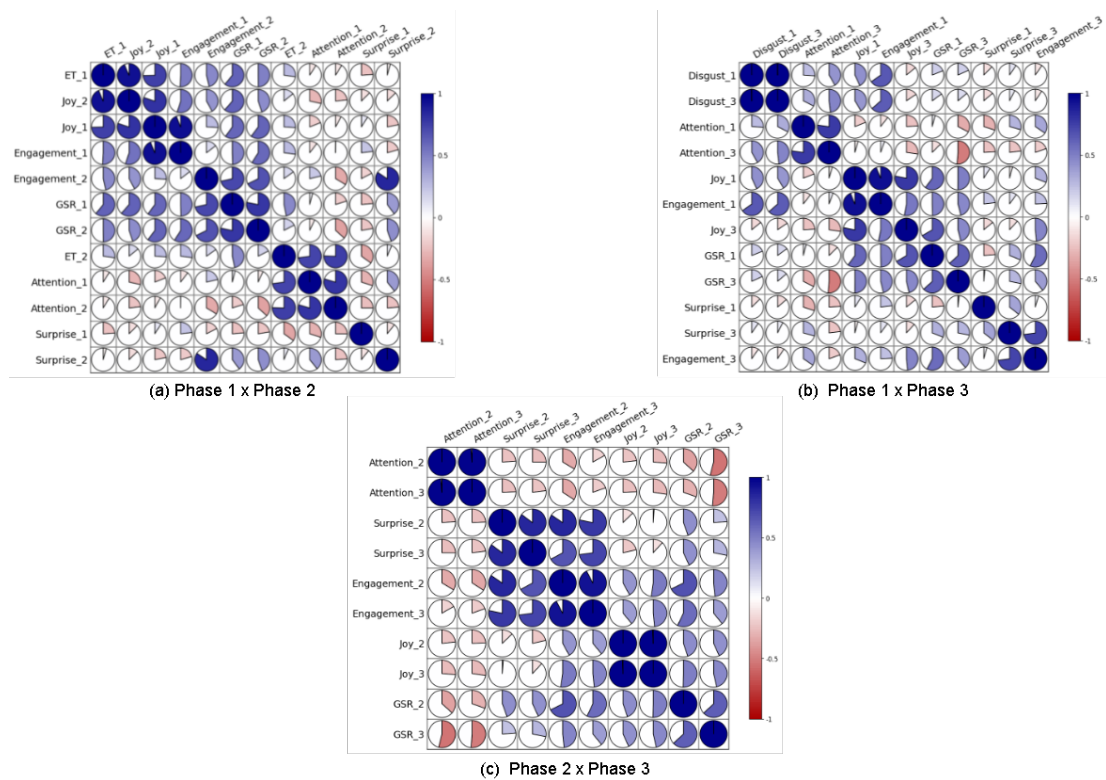 ET_1 Joy_2 Joy_1 Engagement_1 Engagement_2 GSR_1 GSR_2 ET_2 Attention_1 Attention_2 Surprise_1 Surprise_2
ET_1
Joy_2
Joy_1
Engagement_1
Engagement_2
GSR_1
GSR_2
ET_2
Attention_1
Attention_2
Surprise_1
Surprise_2
1
0.5
0
-0.5
-1
(a) Phase 1 x Phase 2
Disgust_1 Disgust_3 Attention_1 Attention_3 Joy_1 Engagement_1 Joy_3 GSR_1 GSR_3 Surprise_1 Surprise_3 Engagement_3
Disgust_1
Disgust_3
Attention_1
Attention_3
Joy_1
Engagement_1
Joy_3
GSR_1
GSR_3
Surprise_1
Surprise_3
Engagement_3
1
0.5
0
-0.5
-1
(b) Phase 1 x Phase 3
Attention_2 Attention_3 Surprise_2 Surprise_3 Engagement_2 Engagement_3 Joy_2 Joy_3 GSR_2 GSR_3
Attention_2
Attention_3
Surprise_2
Surprise_3
Engagement_2
Engagement_3
Joy_2
Joy_3
GSR_2
GSR_3
1
0.5
0
-0.5
-1
(c) Phase 2 x Phase 3